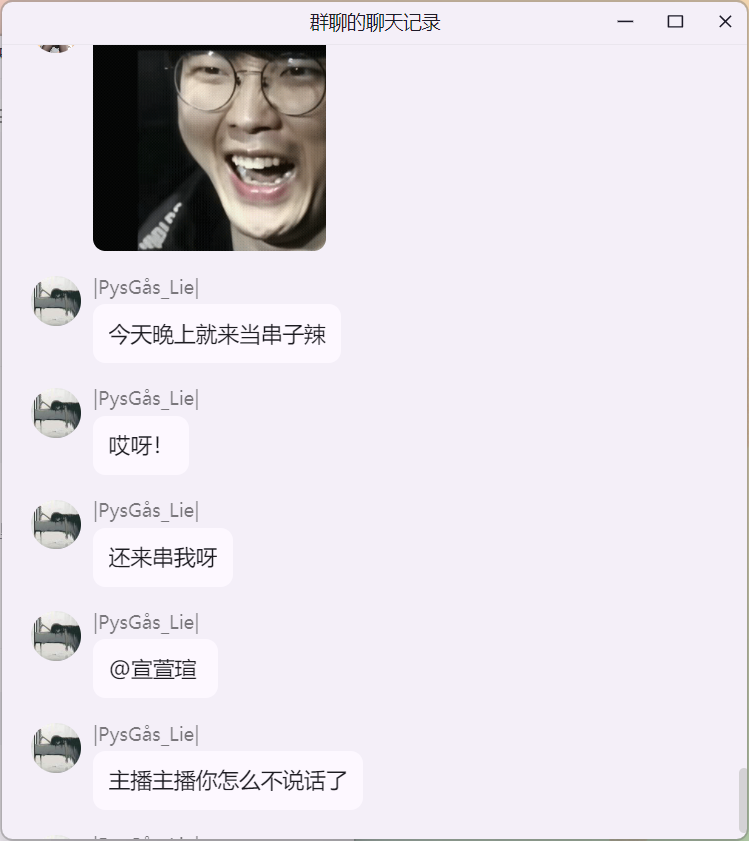 群聊的聊天记录
|PysGås_Lie|
今天晚上就来当串子辣
|PysGås_Lie|
哎呀！
|PysGås_Lie|
还来串我呀
|PysGås_Lie|
@宣萱瑄
|PysGås_Lie|
主播主播你怎么不说话了